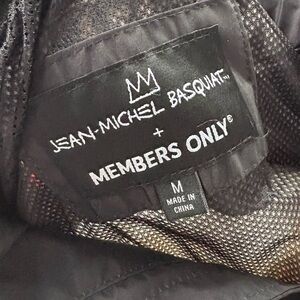 JEAN-MICHEL BASQUIAT™
+
MEMBERS ONLY®
M
MADE IN
CHINA